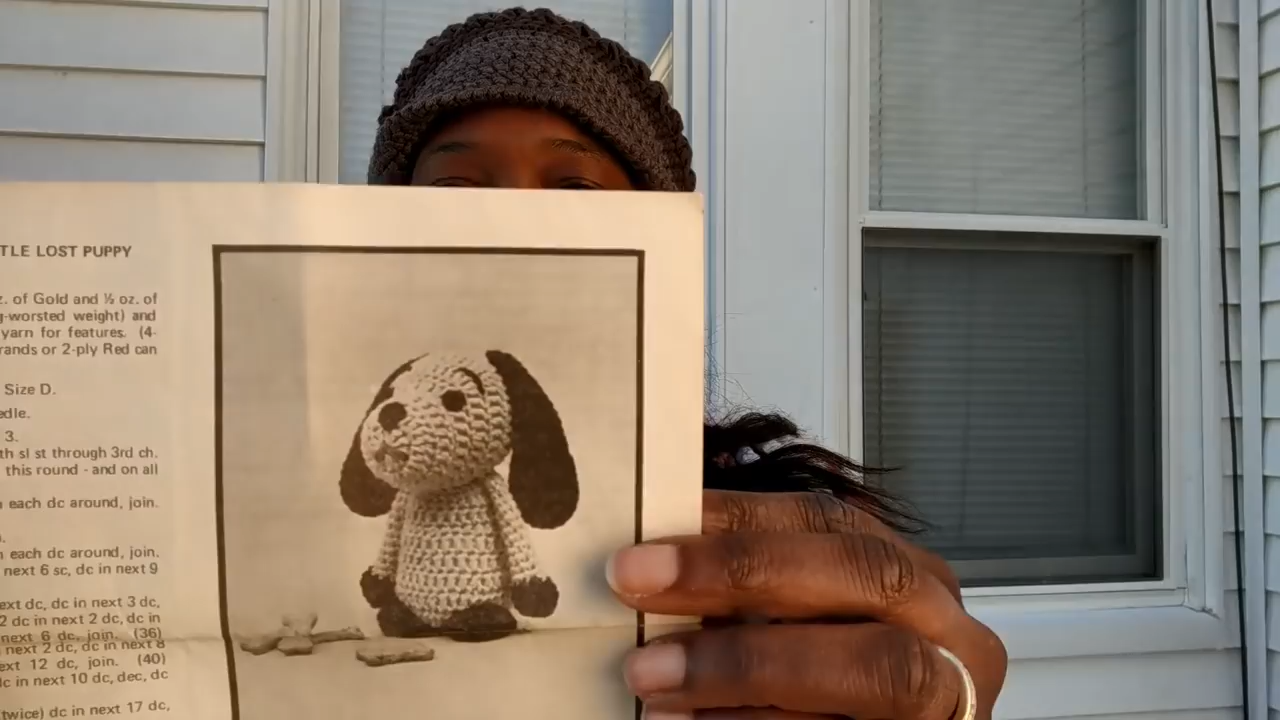 TLE LOST PUPPY
z. of Gold and ½ oz. of
g-worsted weight) and
yarn for features. (4-
rands or 2-ply Red can
Size D.
edle.
3.
th sl st through 3rd ch.
this round - and on all
each dc around, join.
each dc around, join.
next 6 sc, dc in next 9
ext dc, dc in next 3 dc,
2 dc in next 2 dc, dc in
next 6 dc, join. (36)
next 2 dc, dc in next 8
ext 12 dc, join. (40)
lc in next 10 dc, dec, dc
twice) dc in next 17 dc,